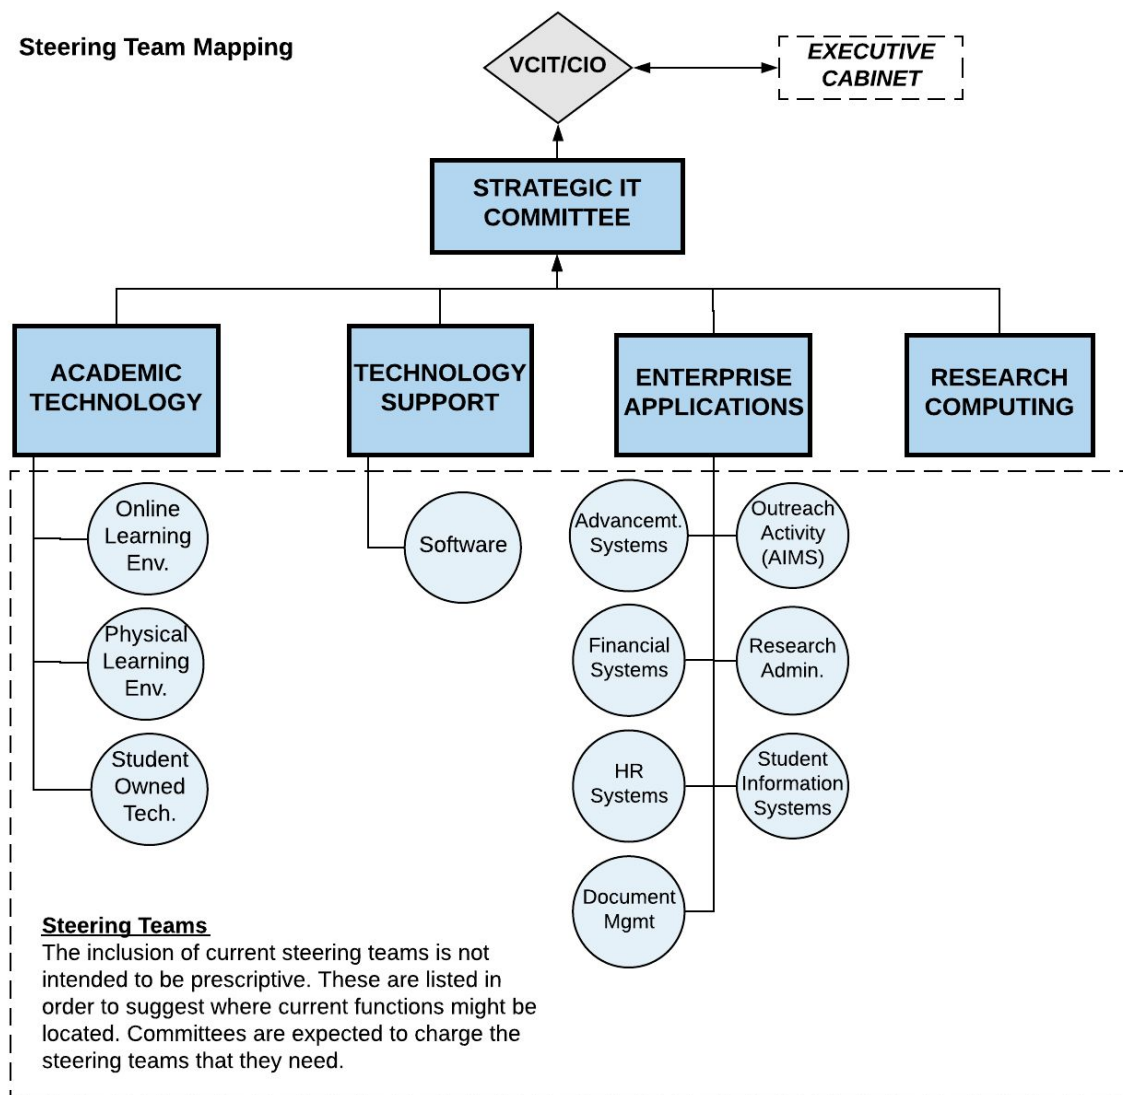 Steering Team Mapping
VCIT/CIO
EXECUTIVE
CABINET
STRATEGIC IT
COMMITTEE
ACADEMIC
TECHNOLOGY
TECHNOLOGY
SUPPORT
ENTERPRISE
APPLICATIONS
RESEARCH
COMPUTING
Online
Learning
Env.
Physical
Learning
Env.
Student
Owned
Tech.
Software
Advancemt.
Systems
Outreach
Activity
(AIMS)
Financial
Systems
Research
Admin.
HR
Systems
Student
Information
Systems
Document
Mgmt
Steering Teams
The inclusion of current steering teams is not
intended to be prescriptive. These are listed in
order to suggest where current functions might be
located. Committees are expected to charge the
steering teams that they need.